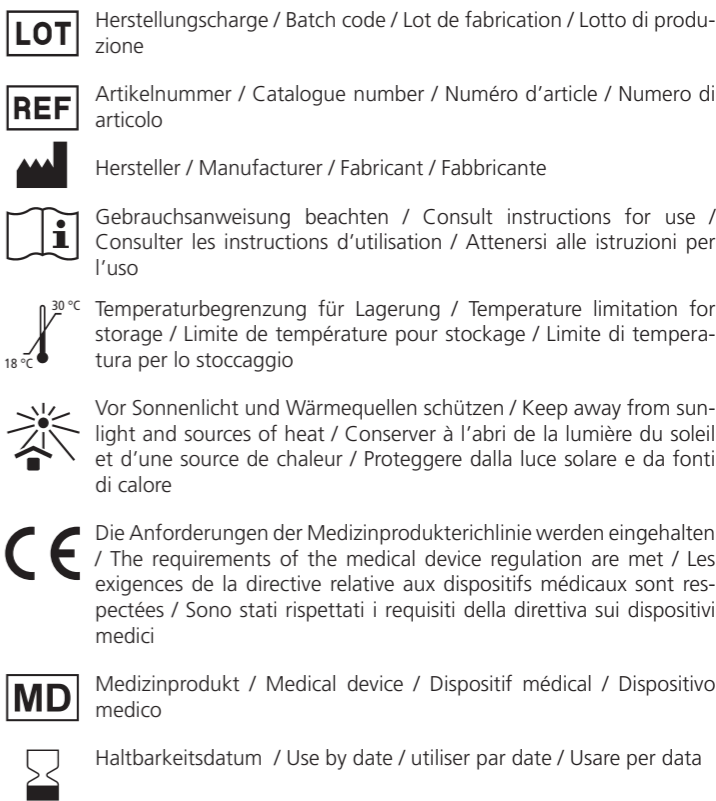 LOT
Herstellungscharge / Batch code / Lot de fabrication / Lotto di produ-
zione
REF
Artikelnummer / Catalogue number / Numéro d'article / Numero di
articolo
Hersteller / Manufacturer / Fabricant / Fabbricante
i
Gebrauchsanweisung beachten / Consult instructions for use /
Consulter les instructions d'utilisation / Attenersi alle istruzioni per
l'uso
30 °C
18 °C
Temperaturbegrenzung für Lagerung / Temperature limitation for
storage / Limite de température pour stockage / Limite di tempera-
tura per lo stoccaggio
Vor Sonnenlicht und Wärmequellen schützen / Keep away from sun-
light and sources of heat / Conserver à l'abri de la lumière du soleil
et d'une source de chaleur / Proteggere dalla luce solare e da fonti
di calore
CE
Die Anforderungen der Medizinprodukterichlinie werden eingehalten
/ The requirements of the medical device regulation are met / Les
exigences de la directive relative aux dispositifs médicaux sont res-
pectées / Sono stati rispettati i requisiti della direttiva sui dispositivi
medici
MD
Medizinprodukt / Medical device / Dispositif médical / Dispositivo
medico
Haltbarkeitsdatum / Use by date / utiliser par date / Usare per data